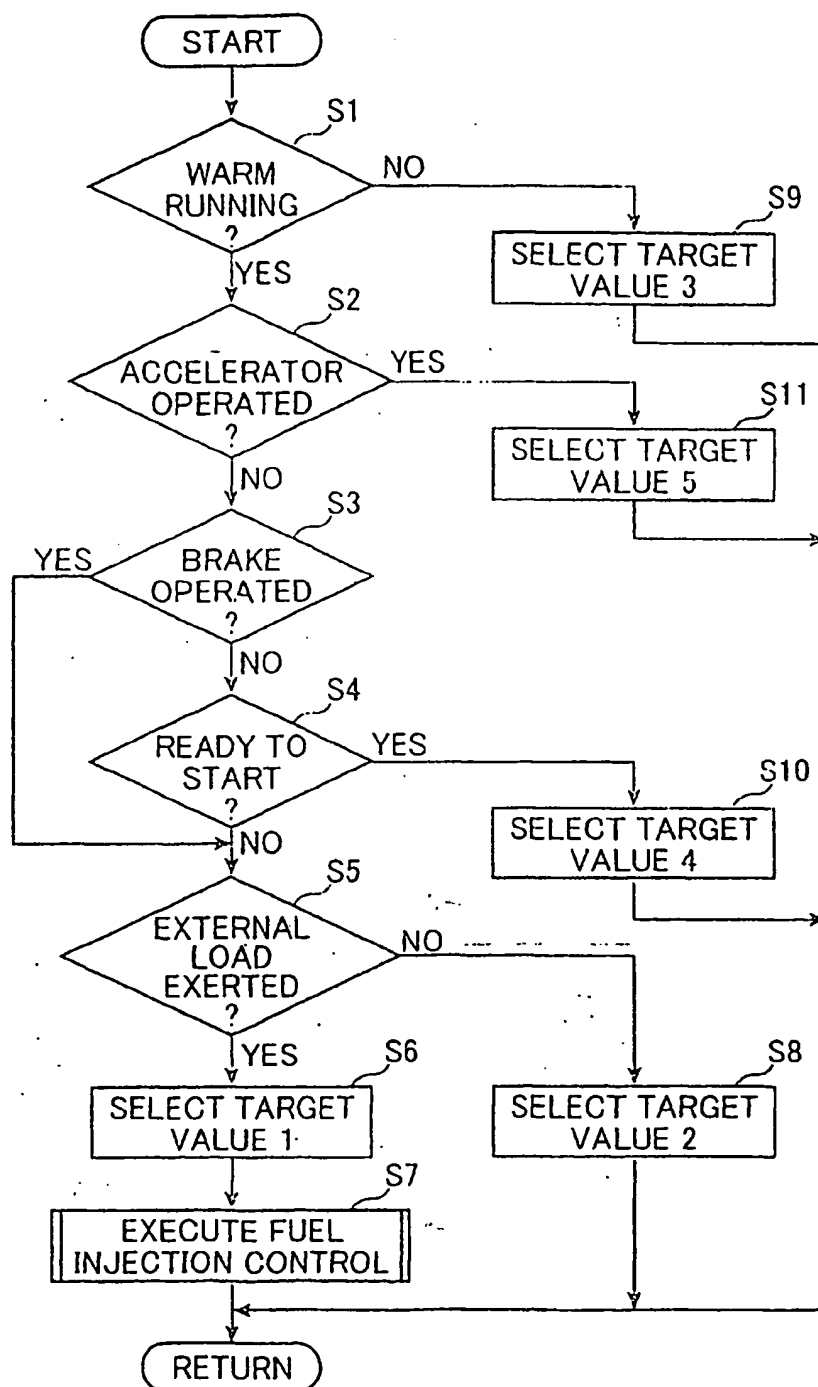 START
S1
WARM
RUNNING
?
NO
YES
S9
SELECT TARGET
VALUE 3
S2
ACCELERATOR
OPERATED
?
YES
NO
S11
SELECT TARGET
VALUE 5
S3
YES
BRAKE
OPERATED
?
NO
S4
READY TO
START
?
YES
NO
S10
SELECT TARGET
VALUE 4
S5
EXTERNAL
LOAD
EXERTED
?
NO
YES
S6
SELECT TARGET
VALUE 1
S8
SELECT TARGET
VALUE 2
S7
EXECUTE FUEL
INJECTION CONTROL
RETURN